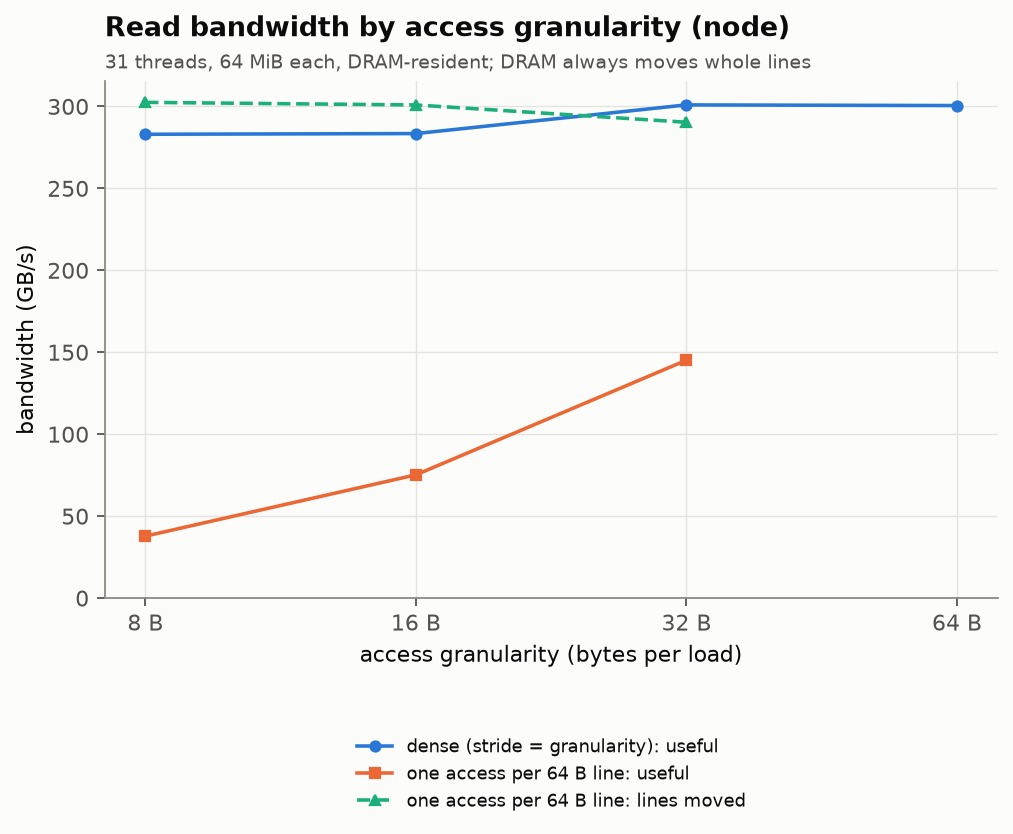 Read bandwidth by access granularity (node)
31 threads, 64 MiB each, DRAM-resident; DRAM always moves whole lines
bandwidth (GB/s)
300
250
200
150
100
50
0
8 B
16 B
32 B
64 B
access granularity (bytes per load)
dense (stride = granularity): useful
one access per 64 B line: useful
one access per 64 B line: lines moved